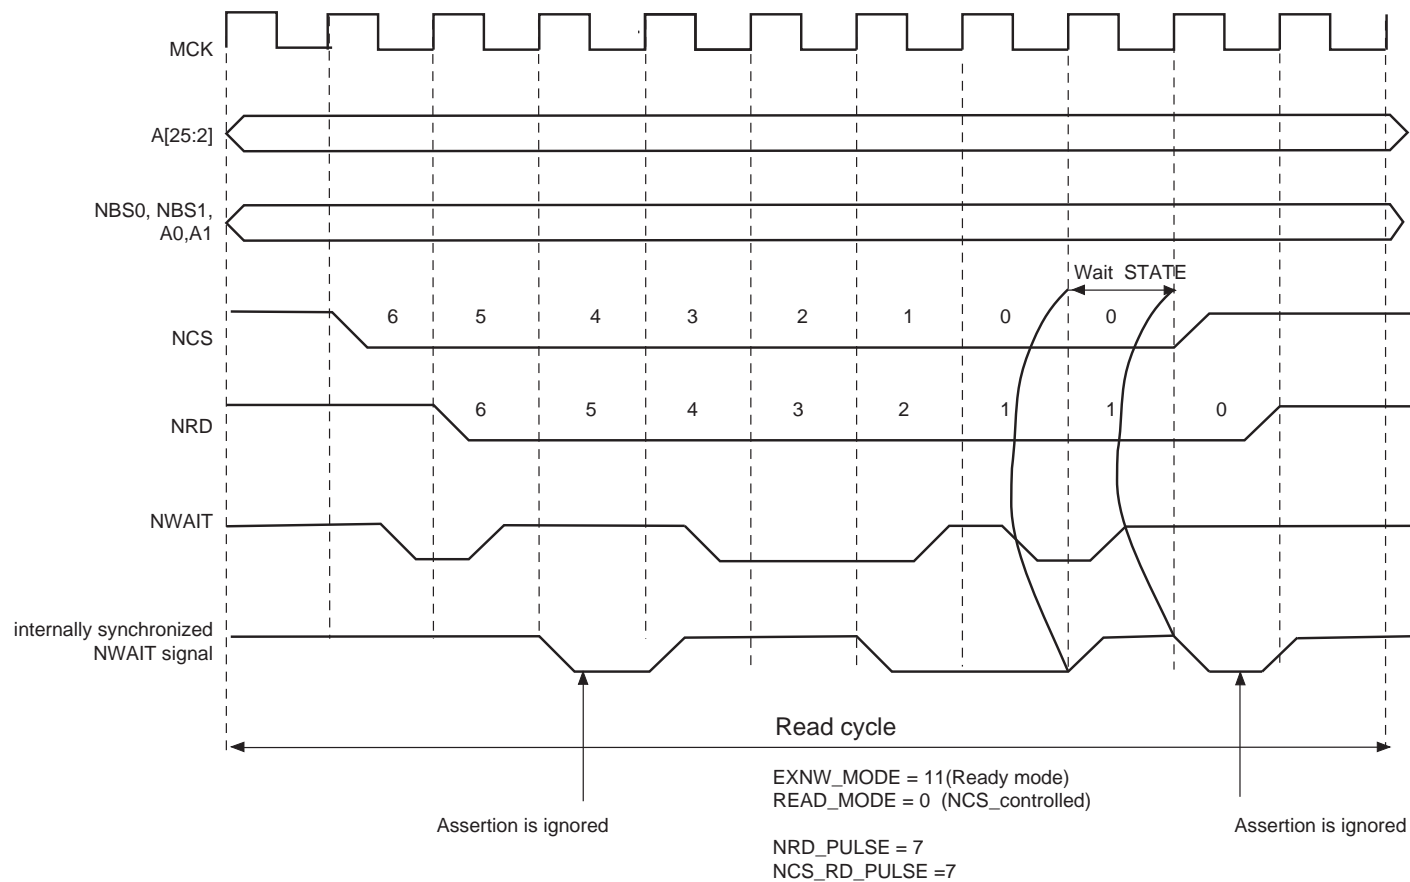 MCK
A[25:2]
NBS0, NBS1,
A0,A1
Wait STATE
NCS
6 5 4 3 2 1 0 0
NRD
6 5 4 3 2 1 1 0
NWAIT
internally synchronized
NWAIT signal
Read cycle
EXNW_MODE = 11(Ready mode)
READ_MODE = 0 (NCS_controlled)
Assertion is ignored
Assertion is ignored
NRD_PULSE = 7
NCS_RD_PULSE =7